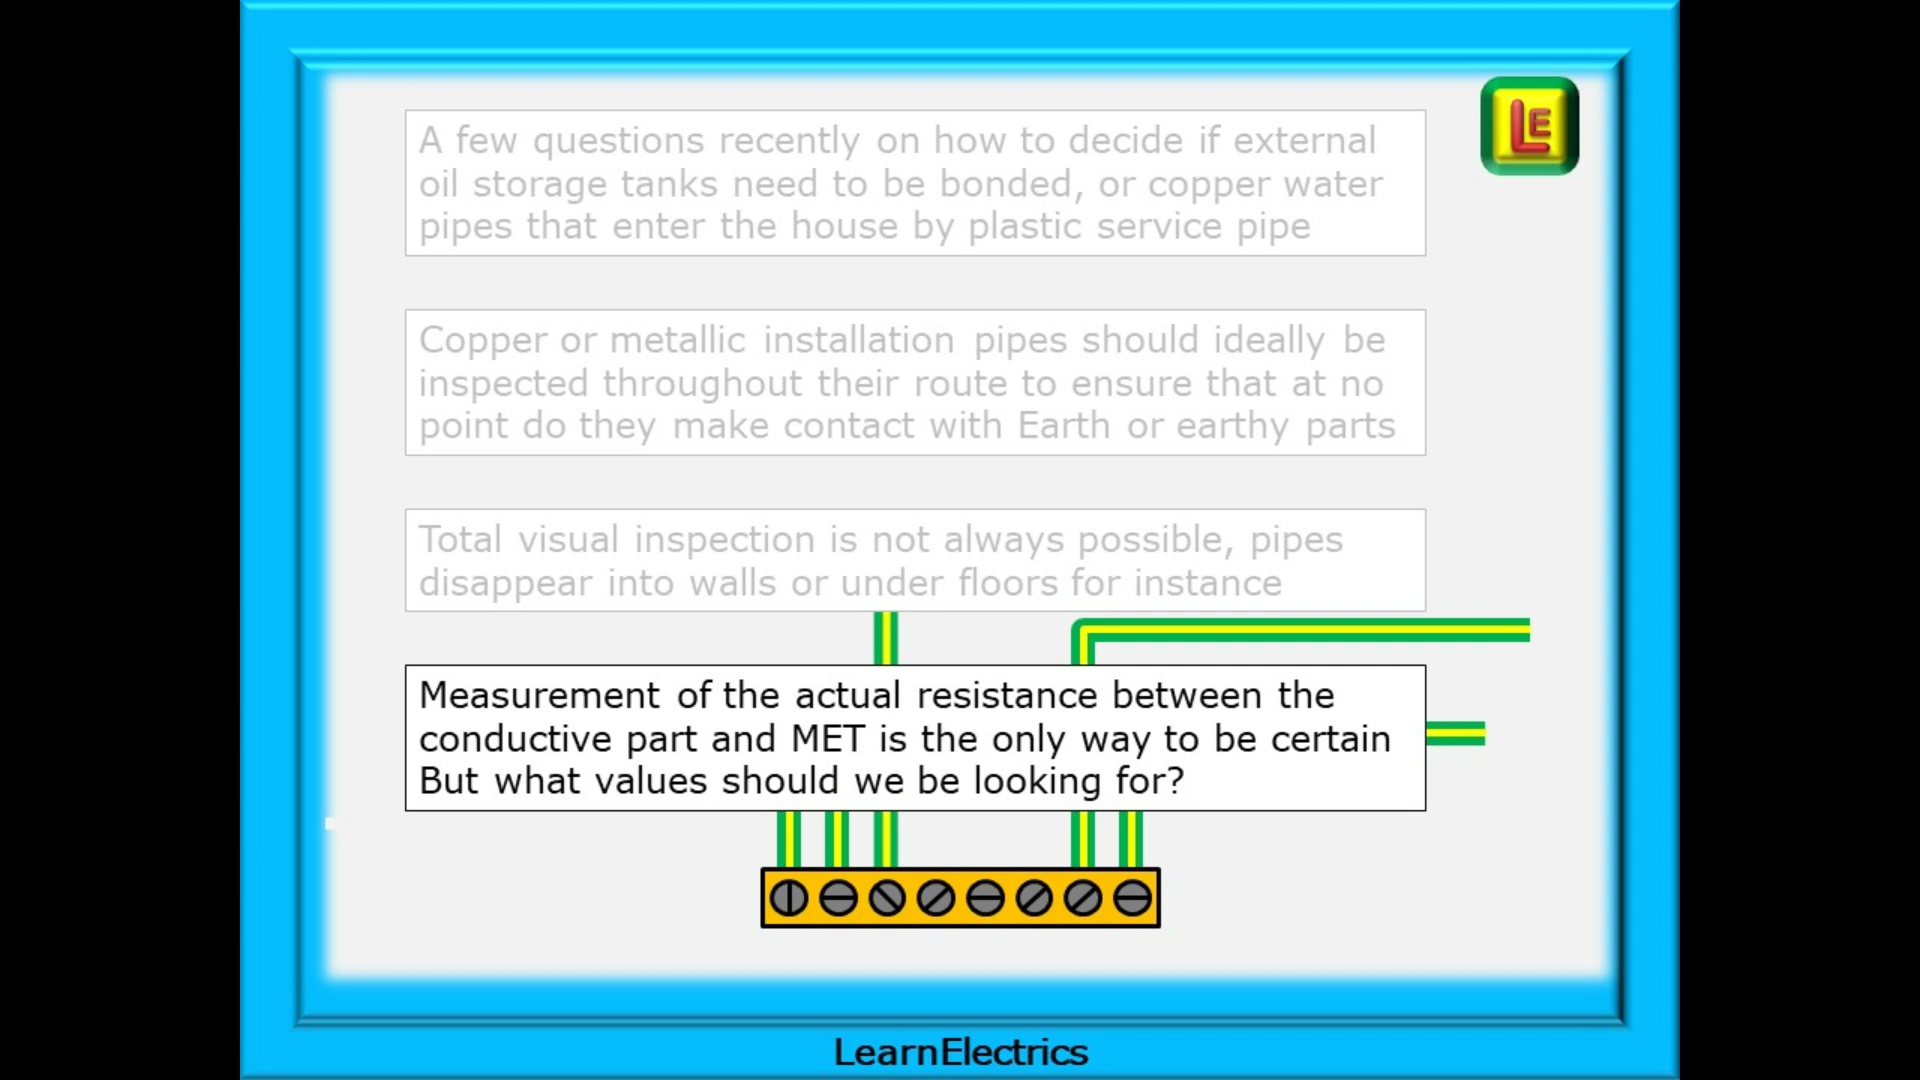 LE
A few questions recently on how to decide if external
oil storage tanks need to be bonded, or copper water
pipes that enter the house by plastic service pipe
Copper or metallic installation pipes should ideally be
inspected throughout their route to ensure that at no
point do they make contact with Earth or earthy parts
Total visual inspection is not always possible, pipes
disappear into walls or under floors for instance
Measurement of the actual resistance between the
conductive part and MET is the only way to be certain
But what values should we be looking for?
LearnElectrics